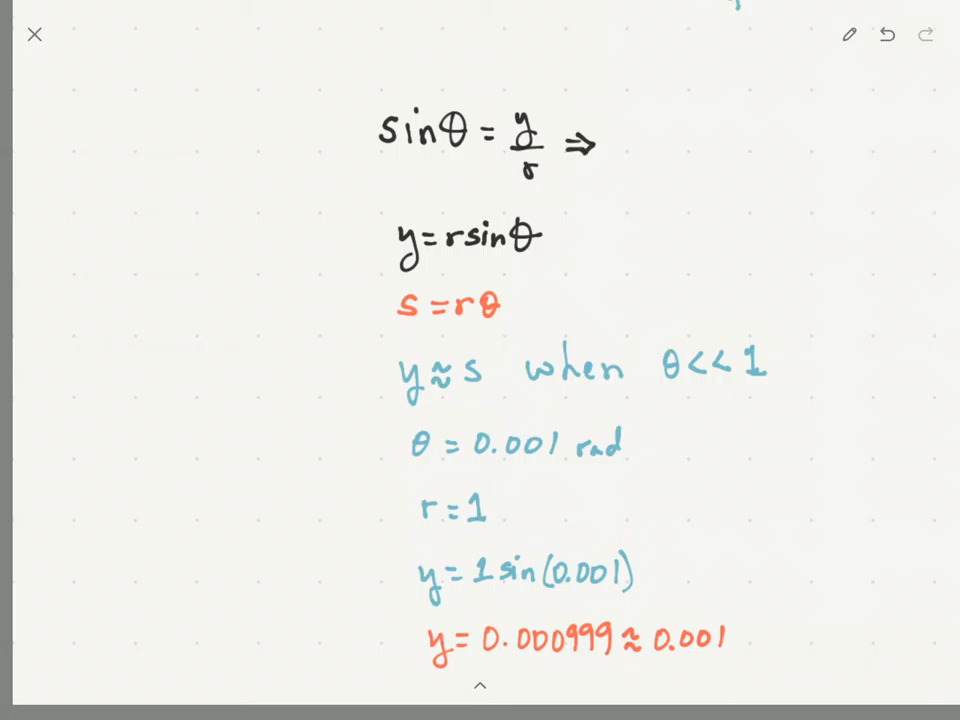 sinθ = y/r ⇒
y = r sinθ
s = rθ
y ≈ s when θ << 1
θ = 0.001 rad
r = 1
y = 1 sin(0.001)
y = 0.000999 ≈ 0.001